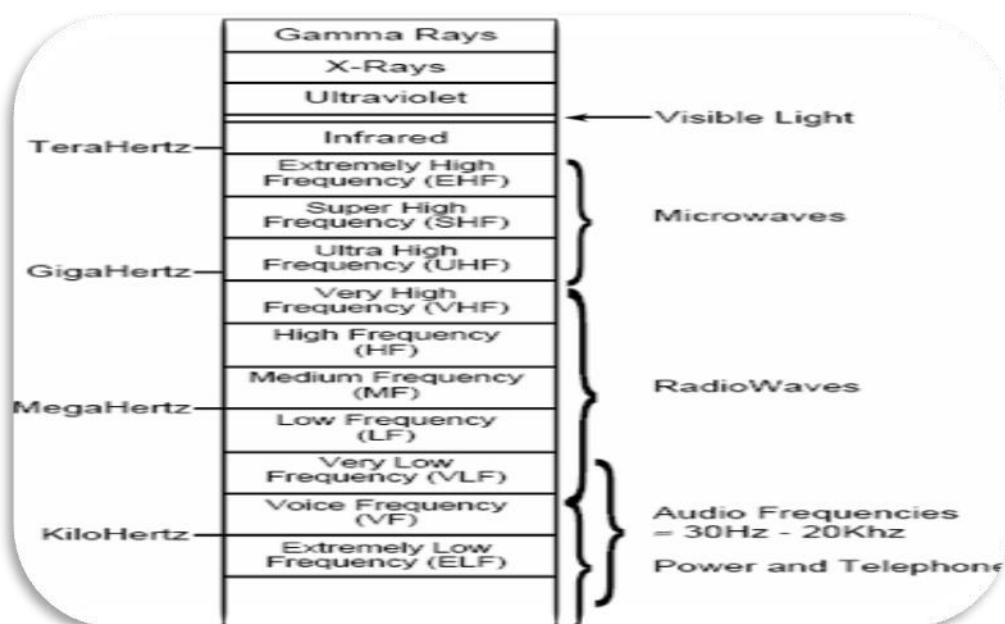 Gamma Rays
X-Rays
Ultraviolet
Visible Light
Infrared
TeraHertz
Extremely High
Frequency (EHF)
Super High
Frequency (SHF)
Microwaves
Ultra High
Frequency (UHF)
GigaHertz
Very High
Frequency (VHF)
High Frequency
(HF)
Medium Frequency
(MF)
RadioWaves
MegaHertz
Low Frequency
(LF)
Very Low
Frequency (VLF)
Voice Frequency
(VF)
Audio Frequencies
= 30Hz - 20Khz
KiloHertz
Extremely Low
Frequency (ELF)
Power and Telephone